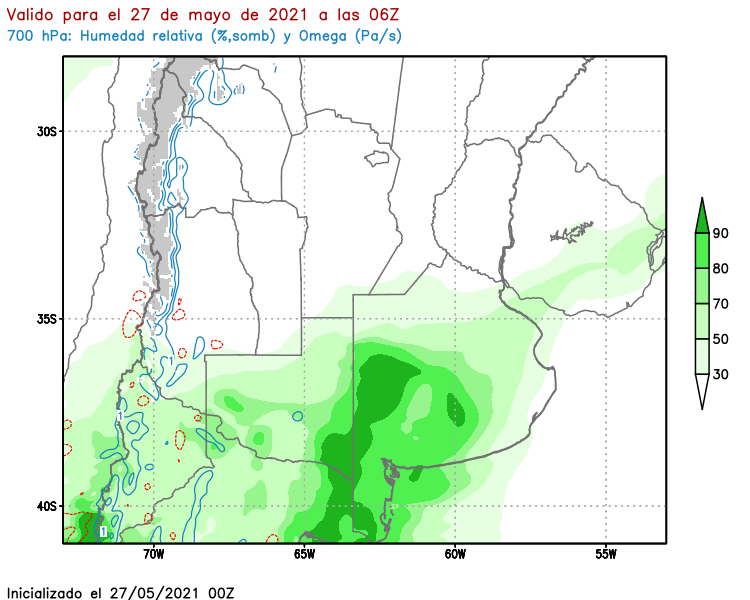 Valido para el 27 de mayo de 2021 a las 06Z
700 hPa: Humedad relativa (%,somb) y Omega (Pa/s)
30S
35S
40S
70W
65W
60W
55W
1
1
1
90
80
70
50
30
Inicializado el 27/05/2021 00Z